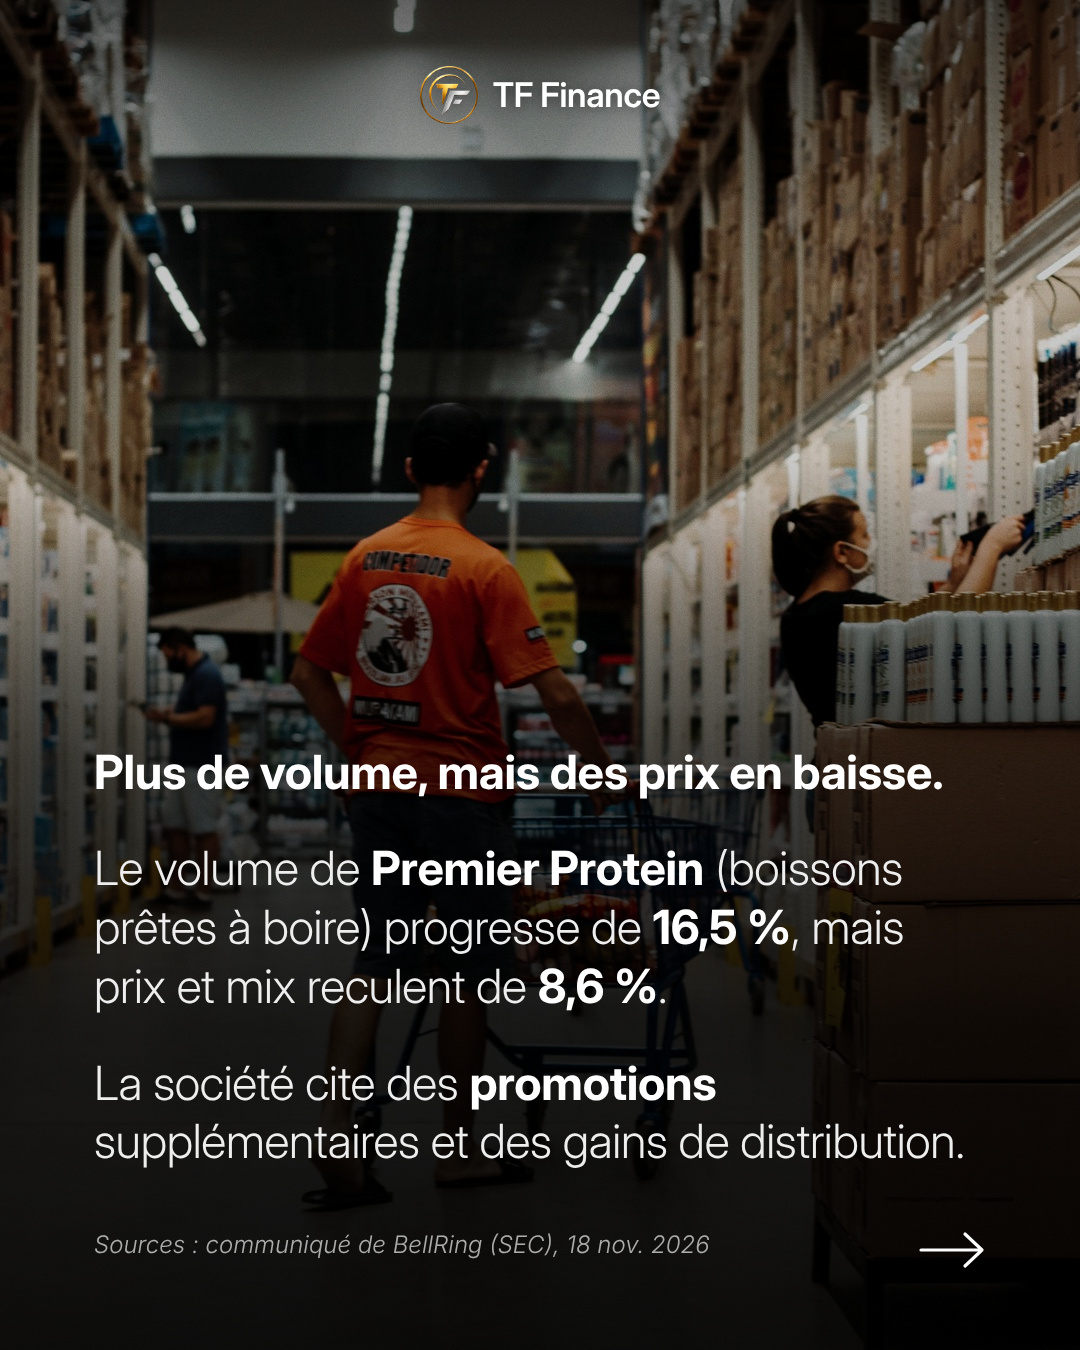 TF Finance
COMPETIDOR
Plus de volume, mais des prix en baisse.
Le volume de Premier Protein (boissons
prêtes à boire) progresse de 16,5 %, mais
prix et mix reculent de 8,6 %.
La société cite des promotions
supplémentaires et des gains de distribution.
Sources : communiqué de BellRing (SEC), 18 nov. 2026